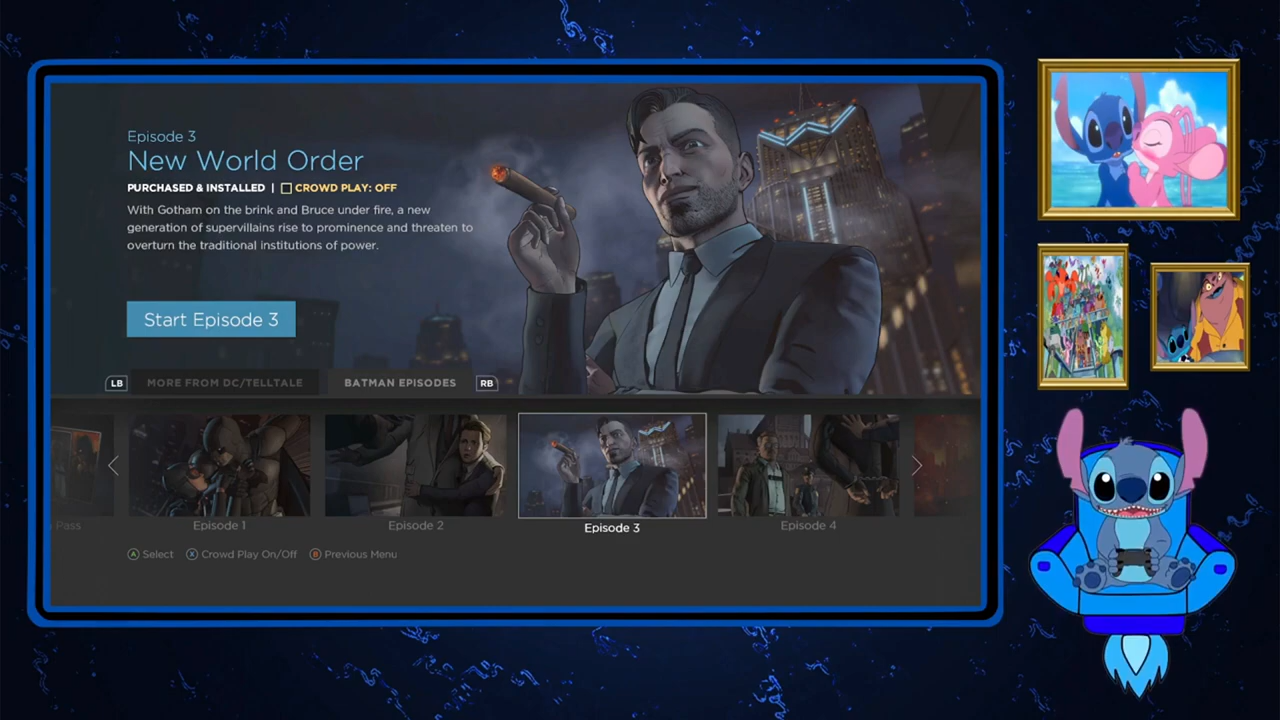 Episode 3
New World Order
PURCHASED & INSTALLED | CROWD PLAY: OFF
With Gotham on the brink and Bruce under fire, a new
generation of supervillains rise to prominence and threaten to
overturn the traditional institutions of power.
Start Episode 3
LB MORE FROM DC/TELLTALE BATMAN EPISODES RB
Pass Episode 1 Episode 2 Episode 3 Episode 4
A Select X Crowd Play On/Off B Previous Menu